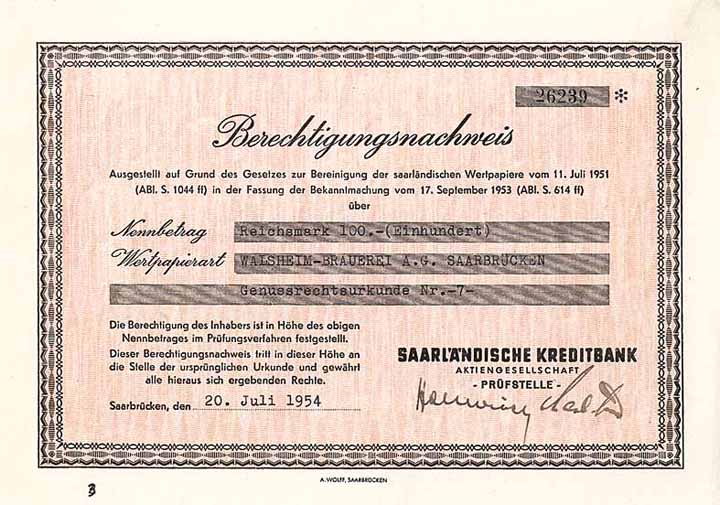 26239 *
Berechtigungsnachweis
Ausgestellt auf Grund des Gesetzes zur Bereinigung der saarländischen Wertpapiere vom 11. Juli 1951
(ABl. S. 1044 ff) in der Fassung der Bekanntmachung vom 17. September 1953 (ABl. S. 614 ff)
über
Nennbetrag Reichsmark 100.-(Einhundert)
Wertpapierart WALSHEIM-BRAUEREI A.G. SAARBRÜCKEN
Genussrechtsurkunde Nr.-7-
Die Berechtigung des Inhabers ist in Höhe des obigen
Nennbetrages im Prüfungsverfahren festgestellt.
Dieser Berechtigungsnachweis tritt in dieser Höhe an
die Stelle der ursprünglichen Urkunde und gewährt
alle hieraus sich ergebenden Rechte.
Saarbrücken, den 20. Juli 1954
SAARLÄNDISCHE KREDITBANK
AKTIENGESELLSCHAFT
- PRÜFSTELLE -
A. WOLFF, SAARBRÜCKEN
3